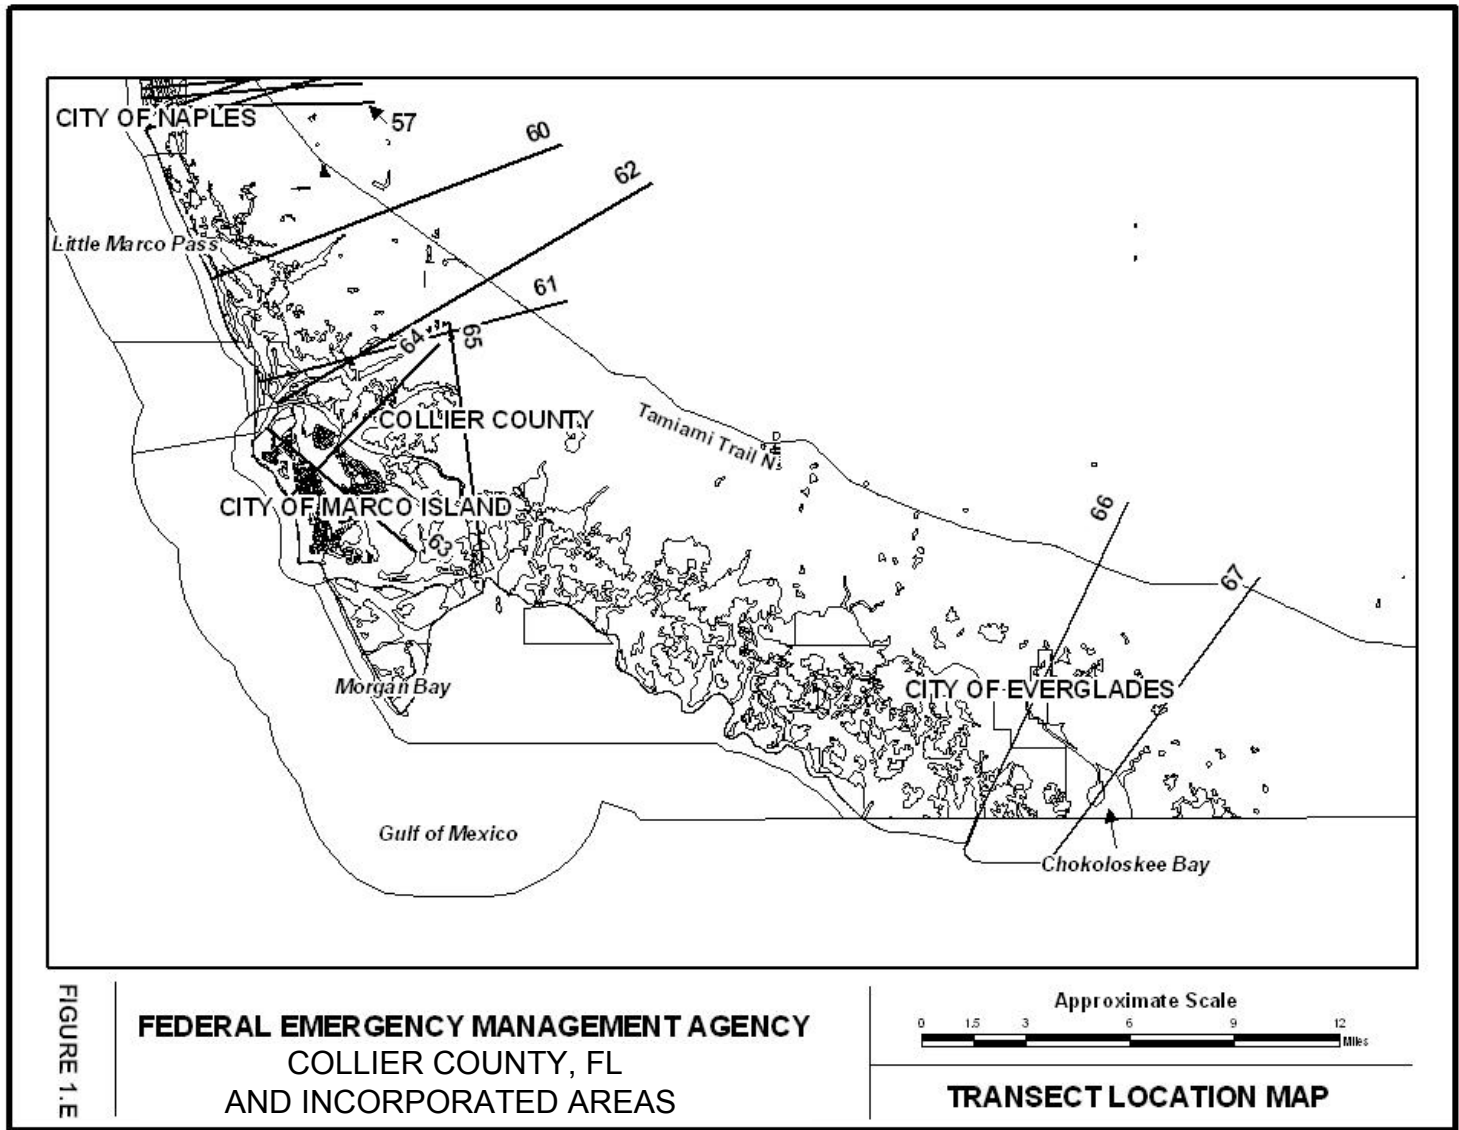 CITY OF NAPLES
57
60
62
Little Marco Pass
61
64
65
COLLIER COUNTY
Tamiami Trail N
CITY OF MARCO ISLAND
63
66
67
Morgan Bay
CITY OF EVERGLADES
Gulf of Mexico
Chokoloskee Bay
FIGURE 1.E
FEDERAL EMERGENCY MANAGEMENT AGENCY
COLLIER COUNTY, FL
AND INCORPORATED AREAS
Approximate Scale
0 1.5 3 6 9 12
Miles
TRANSECT LOCATION MAP